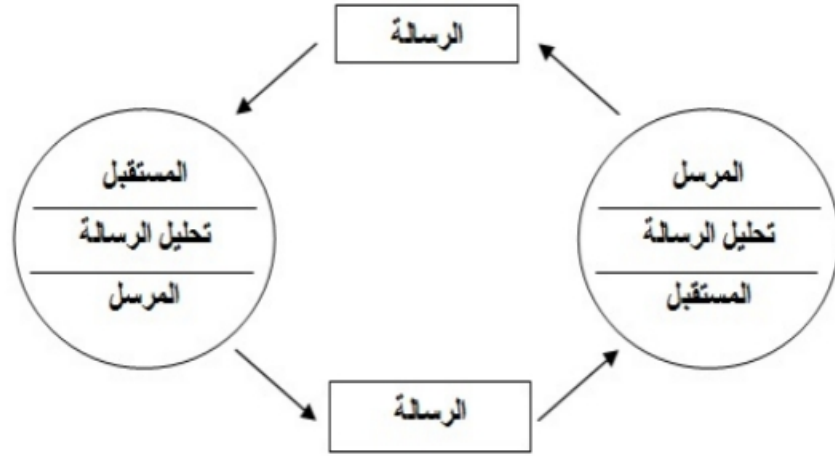 الرسالة
المرسل
تحليل الرسالة
المستقبل
المستقبل
تحليل الرسالة
المرسل
الرسالة